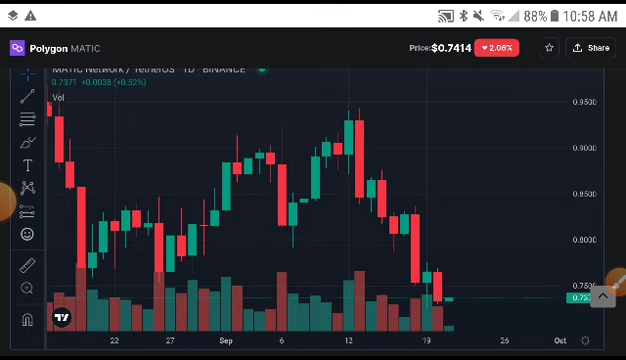 88% 10:58 AM
Polygon MATIC
Price:$0.7414 ▼ 2.06%
Share
MATIC Network / TetherUS 1D BINANCE
0.7371 +0.0038 (+0.52%)
Vol
0.9500
0.9000
0.8500
0.8000
0.7500
22 27 Sep 6 12 19 26 Oct